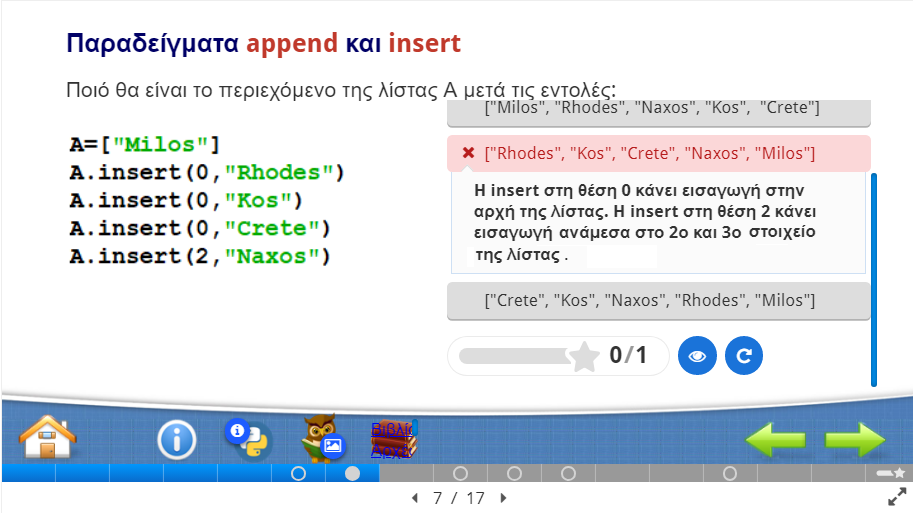 Παραδείγματα append και insert
Ποιό θα είναι το περιεχόμενο της λίστας Α μετά τις εντολές:
A=["Milos"]
A.insert(0,"Rhodes")
A.insert(0,"Kos")
A.insert(0,"Crete")
A.insert(2,"Naxos")
["Milos", "Rhodes", "Naxos", "Kos", "Crete"]
["Rhodes", "Kos", "Crete", "Naxos", "Milos"]
Η insert στη θέση 0 κάνει εισαγωγή στην
αρχή της λίστας. Η insert στη θέση 2 κάνει
εισαγωγή ανάμεσα στο 2ο και 3ο στοιχείο
της λίστας .
["Crete", "Kos", "Naxos", "Rhodes", "Milos"]
0/1
7 / 17